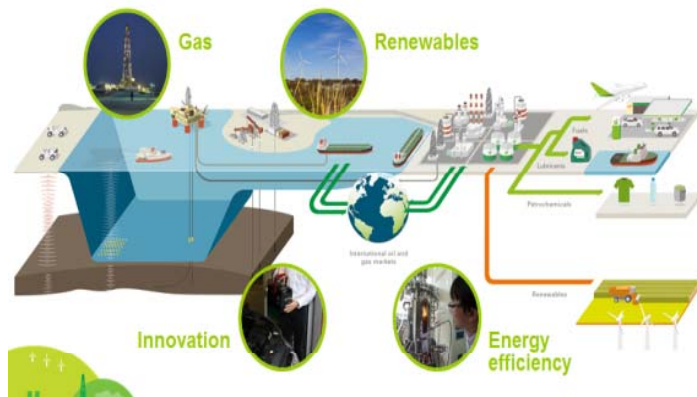 Gas
Renewables
Fuels
Lubricants
Petrochemicals
International oil and
gas markets
Renewables
Innovation
Energy
efficiency